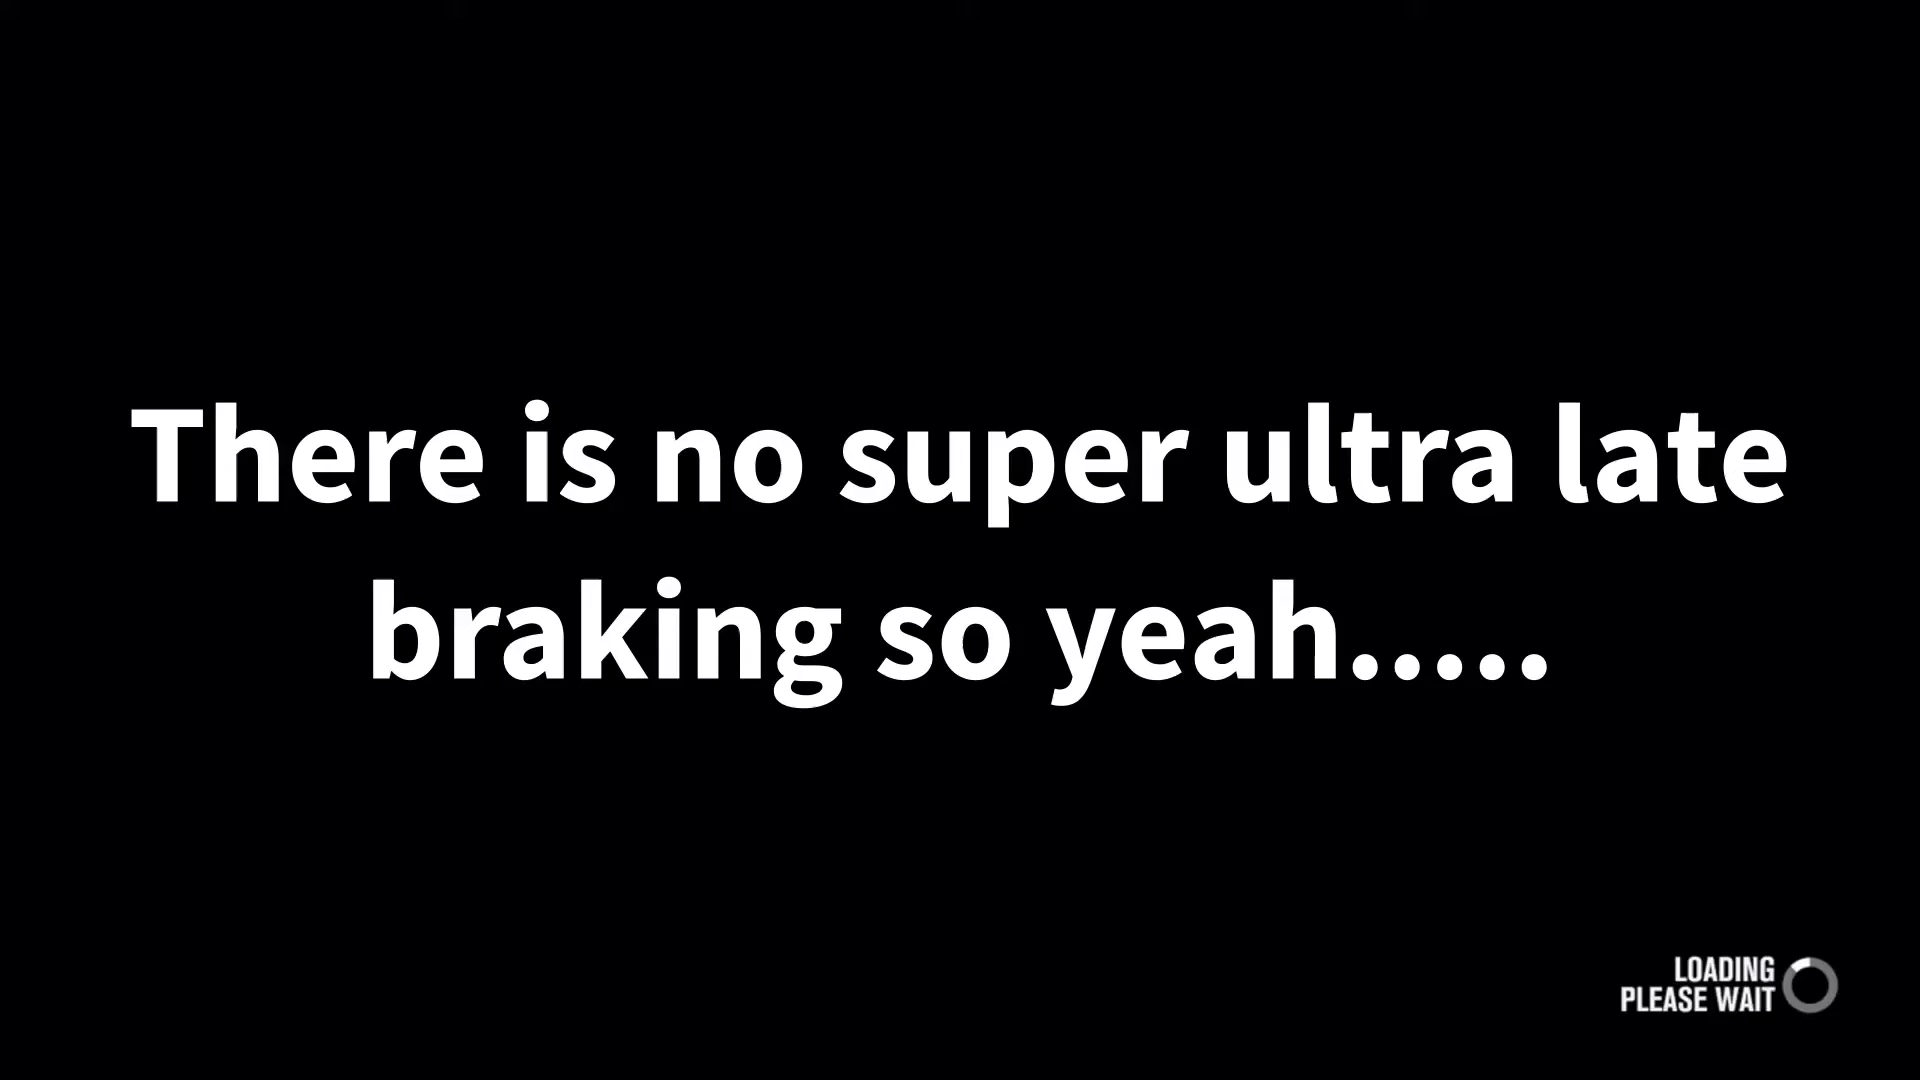 There is no super ultra late
braking so yeah.....
LOADING
PLEASE WAIT